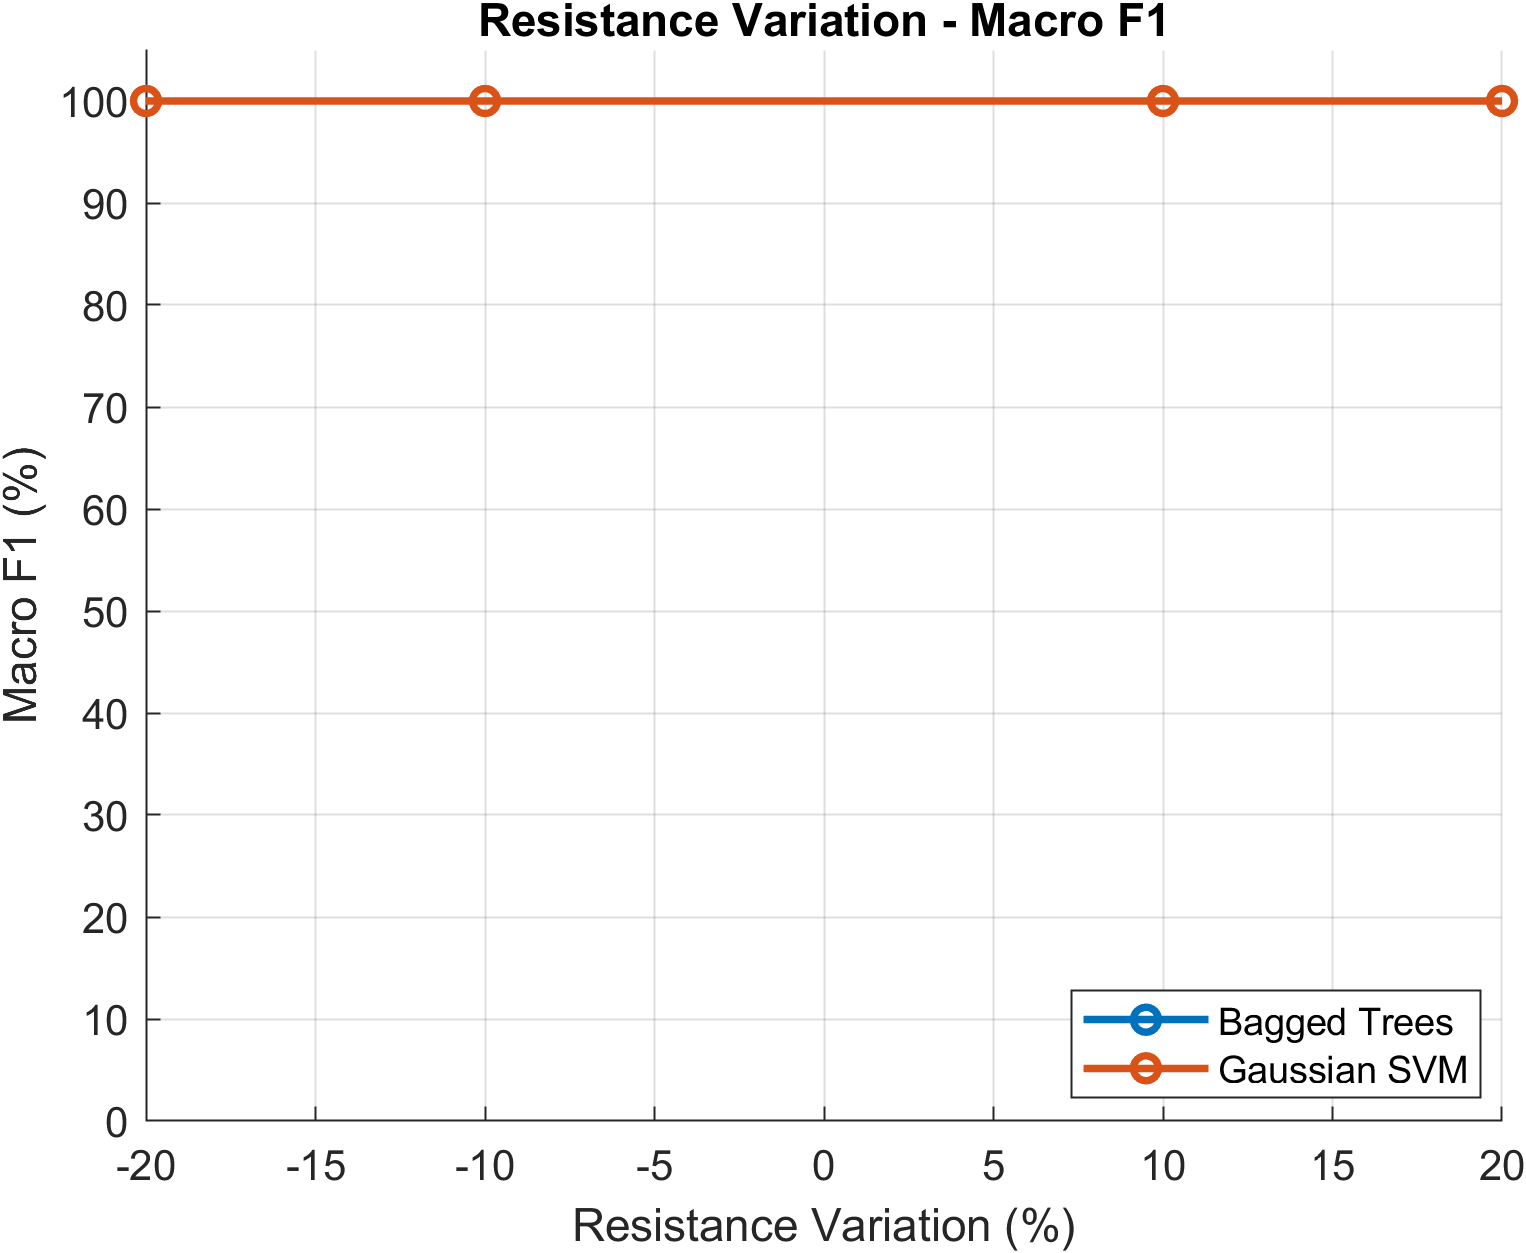 Resistance Variation - Macro F1
Macro F1 (%)
100
90
80
70
60
50
40
30
20
10
0
-20 -15 -10 -5 0 5 10 15 20
Resistance Variation (%)
Bagged Trees
Gaussian SVM